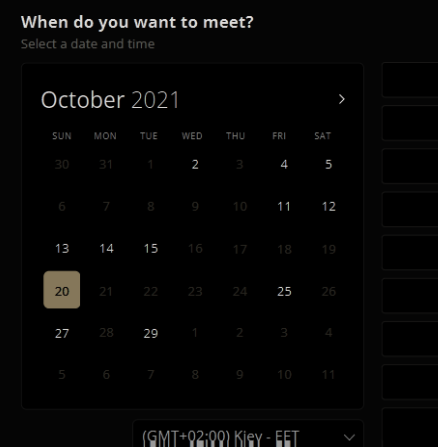 When do you want to meet?
Select a date and time
October 2021
SUN MON TUE WED THU FRI SAT
30 31 1 2 3 4 5
6 7 8 9 10 11 12
13 14 15 16 17 18 19
20 21 22 23 24 25 26
27 28 29 1 2 3 4
5 6 7 8 9 10 11
(GMT+02:00) Kiev - EET